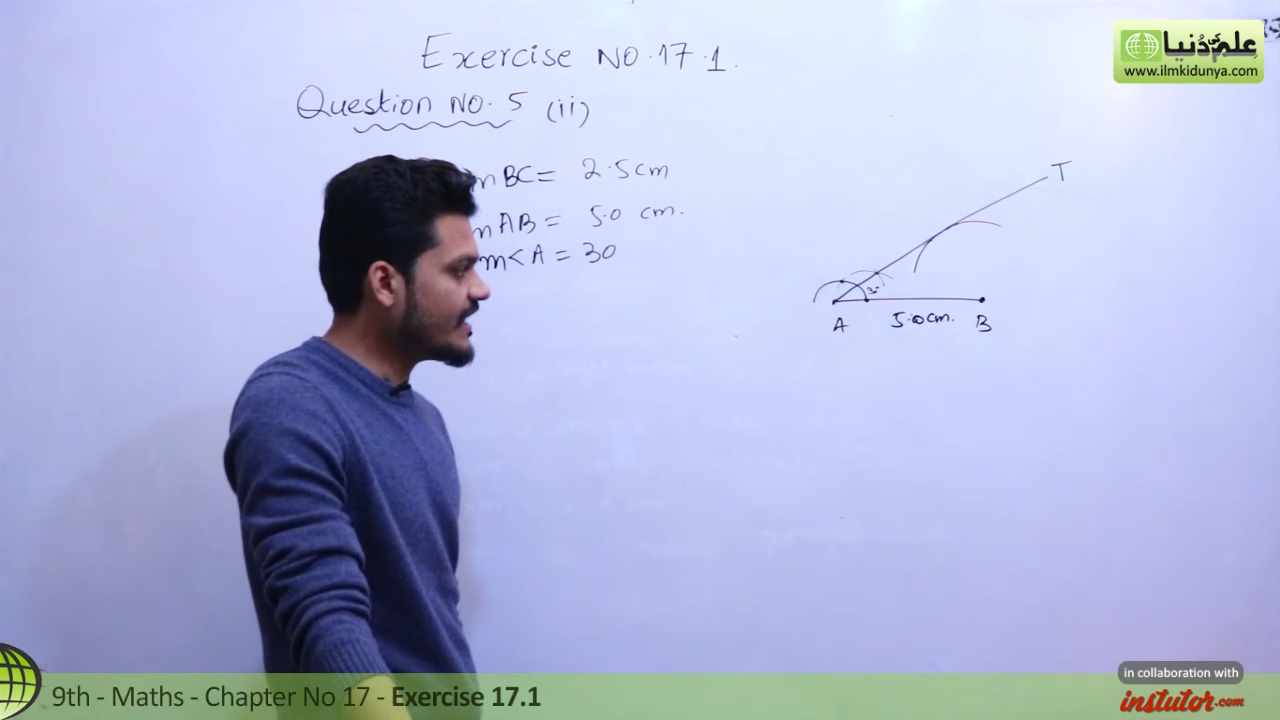 Exercise NO.17.1.
Question NO. 5 (ii)
mBC = 2.5cm
mAB = 5.0 cm.
m<A = 30
T
A 5.0cm. B
علم کی دنیا
www.ilmkidunya.com
9th - Maths - Chapter No 17 - Exercise 17.1
in collaboration with
instutor.com